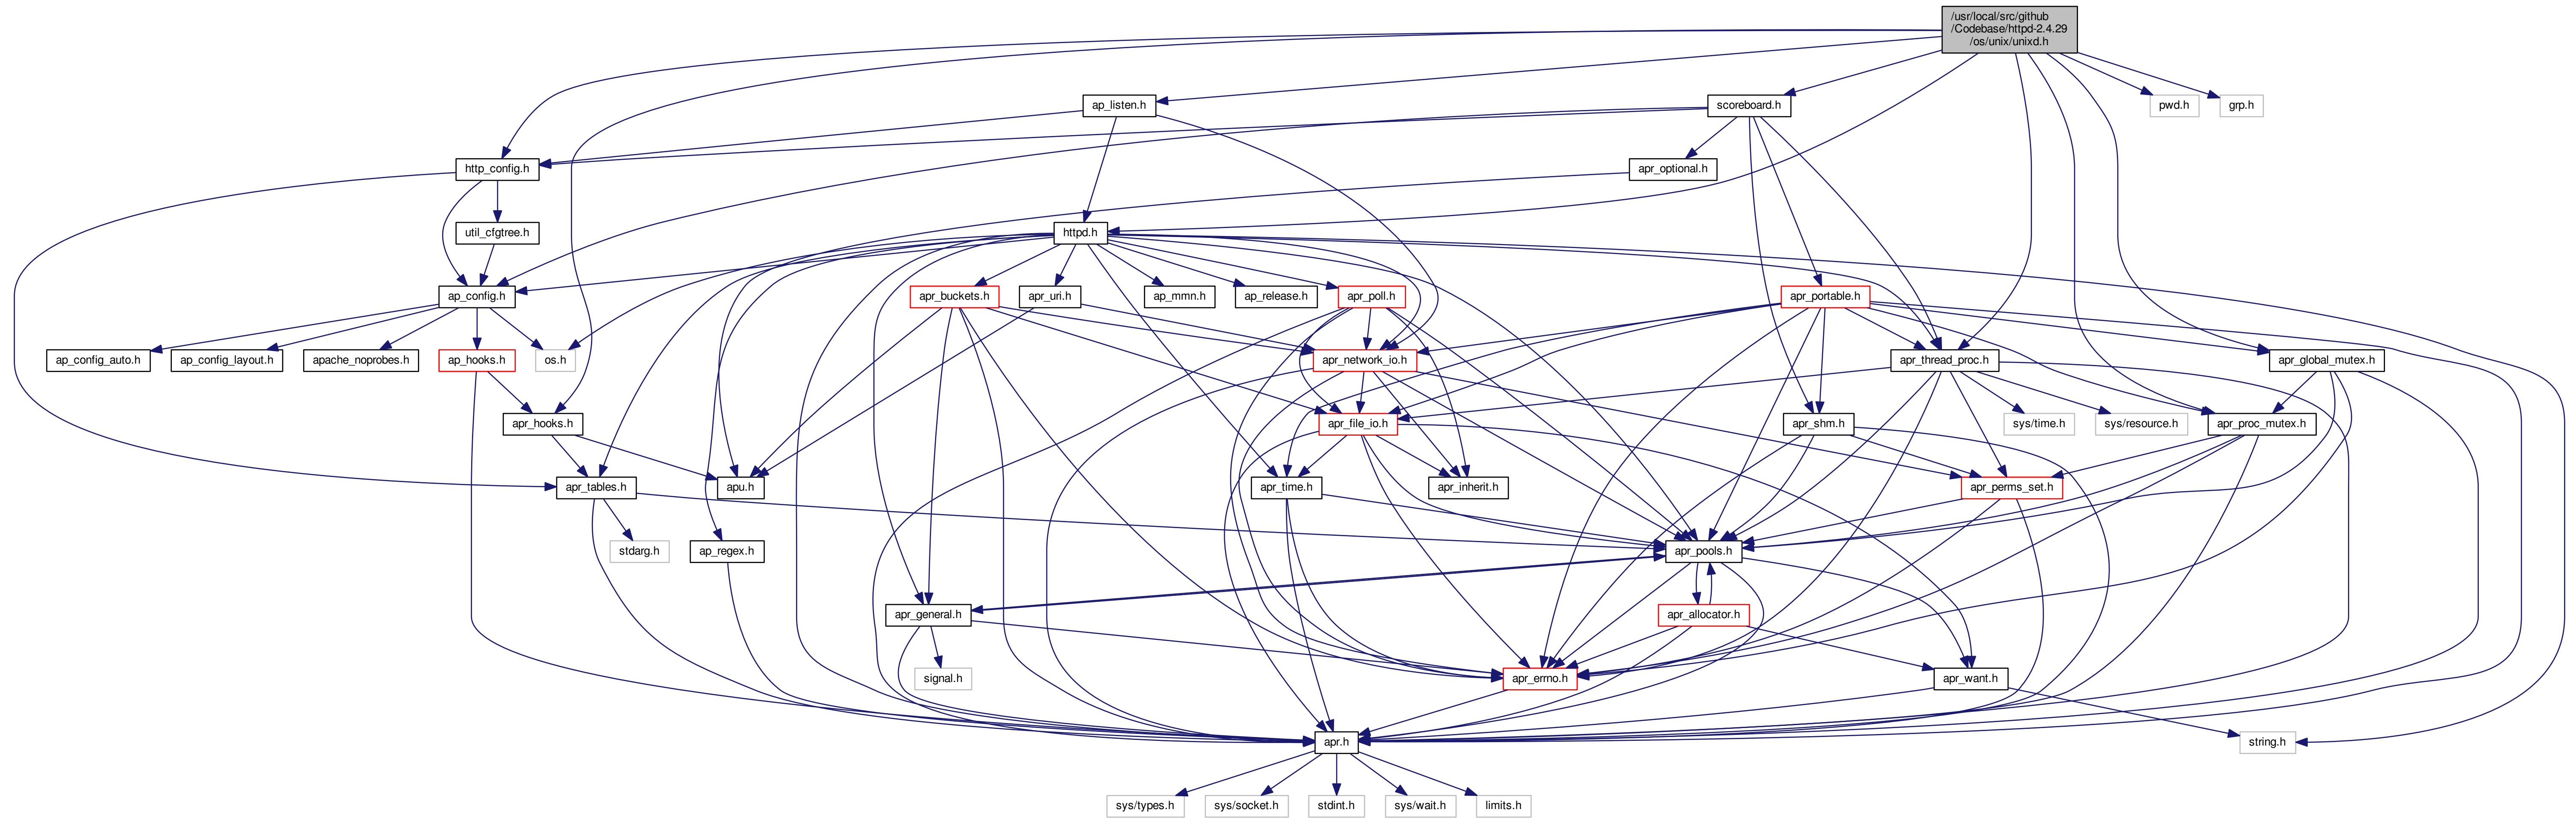 /usr/local/src/github
/Codebase/httpd-2.4.29
/os/unix/unixd.h
ap_listen.h
scoreboard.h
pwd.h
grp.h
http_config.h
apr_optional.h
util_cfgtree.h
httpd.h
ap_config.h
apr_buckets.h
apr_uri.h
ap_mmn.h
ap_release.h
apr_poll.h
apr_portable.h
ap_config_auto.h
ap_config_layout.h
apache_noprobes.h
ap_hooks.h
os.h
apr_network_io.h
apr_thread_proc.h
apr_global_mutex.h
apr_hooks.h
apr_file_io.h
apr_shm.h
sys/time.h
sys/resource.h
apr_proc_mutex.h
apr_tables.h
apu.h
apr_time.h
apr_inherit.h
apr_perms_set.h
stdarg.h
ap_regex.h
apr_pools.h
apr_general.h
apr_allocator.h
signal.h
apr_errno.h
apr_want.h
apr.h
string.h
sys/types.h
sys/socket.h
stdint.h
sys/wait.h
limits.h